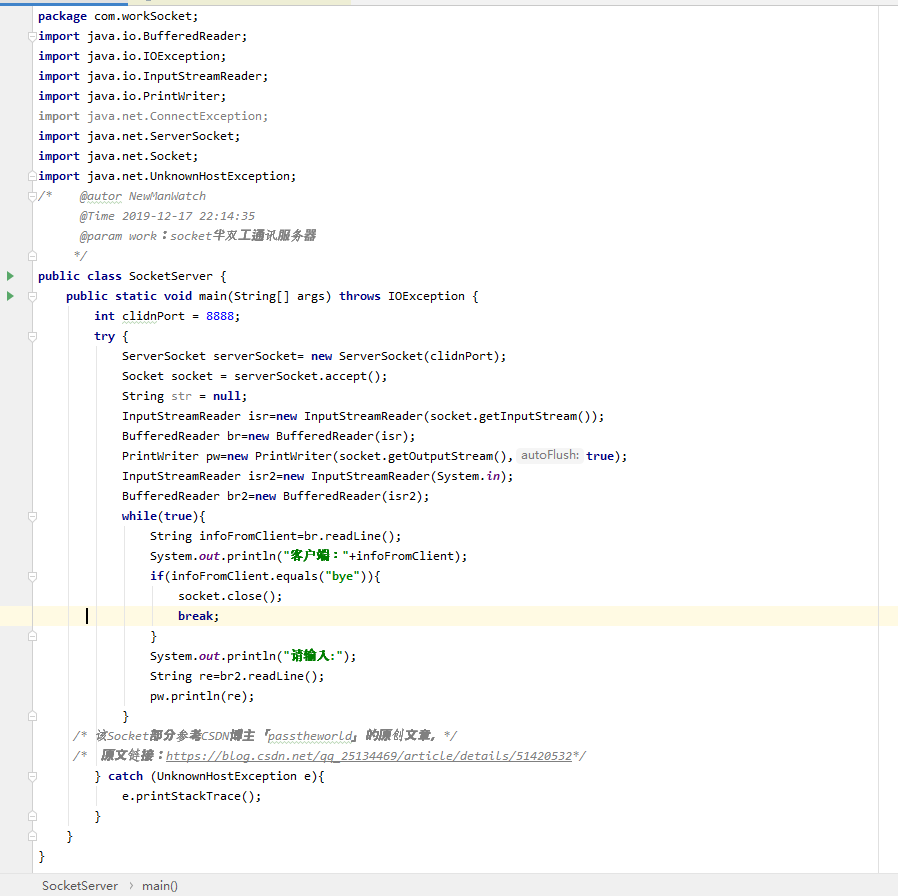 package com.workSocket;
import java.io.BufferedReader;
import java.io.IOException;
import java.io.InputStreamReader;
import java.io.PrintWriter;
import java.net.ConnectException;
import java.net.ServerSocket;
import java.net.Socket;
import java.net.UnknownHostException;
/*    @autor NewManWatch
      @Time 2019-12-17 22:14:35
      @param work：socket半双工通讯服务器
     */
public class SocketServer {
    public static void main(String[] args) throws IOException {
        int clidnPort = 8888;
        try {
            ServerSocket serverSocket= new ServerSocket(clidnPort);
            Socket socket = serverSocket.accept();
            String str = null;
            InputStreamReader isr=new InputStreamReader(socket.getInputStream());
            BufferedReader br=new BufferedReader(isr);
            PrintWriter pw=new PrintWriter(socket.getOutputStream(), autoFlush: true);
            InputStreamReader isr2=new InputStreamReader(System.in);
            BufferedReader br2=new BufferedReader(isr2);
            while(true){
                String infoFromClient=br.readLine();
                System.out.println("客户端："+infoFromClient);
                if(infoFromClient.equals("bye")){
                    socket.close();
                    break;
                }
                System.out.println("请输入:");
                String re=br2.readLine();
                pw.println(re);
            }
     /* 该Socket部分参考CSDN博主「passtheworld」的原创文章。*/
     /*  原文链接：https://blog.csdn.net/qq_25134469/article/details/51420532*/
        } catch (UnknownHostException e){
            e.printStackTrace();
        }
    }
}
SocketServer › main()